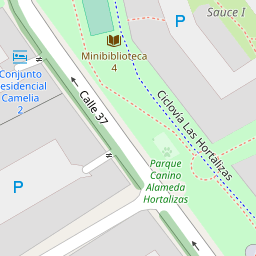 Sauce I
P
Minibiblioteca
4
Conjunto
Residencial
Camelia
2
Calle 37
Ciclovía Las Hortalizas
Parque
Canino
Alameda
Hortalizas
P
P